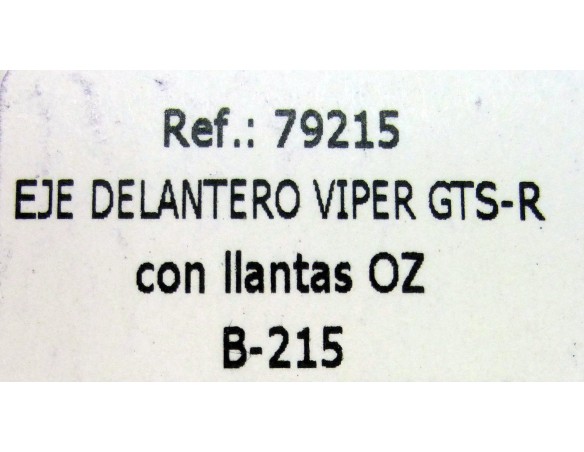 Ref.: 79215
EJE DELANTERO VIPER GTS-R
con llantas OZ
B-215